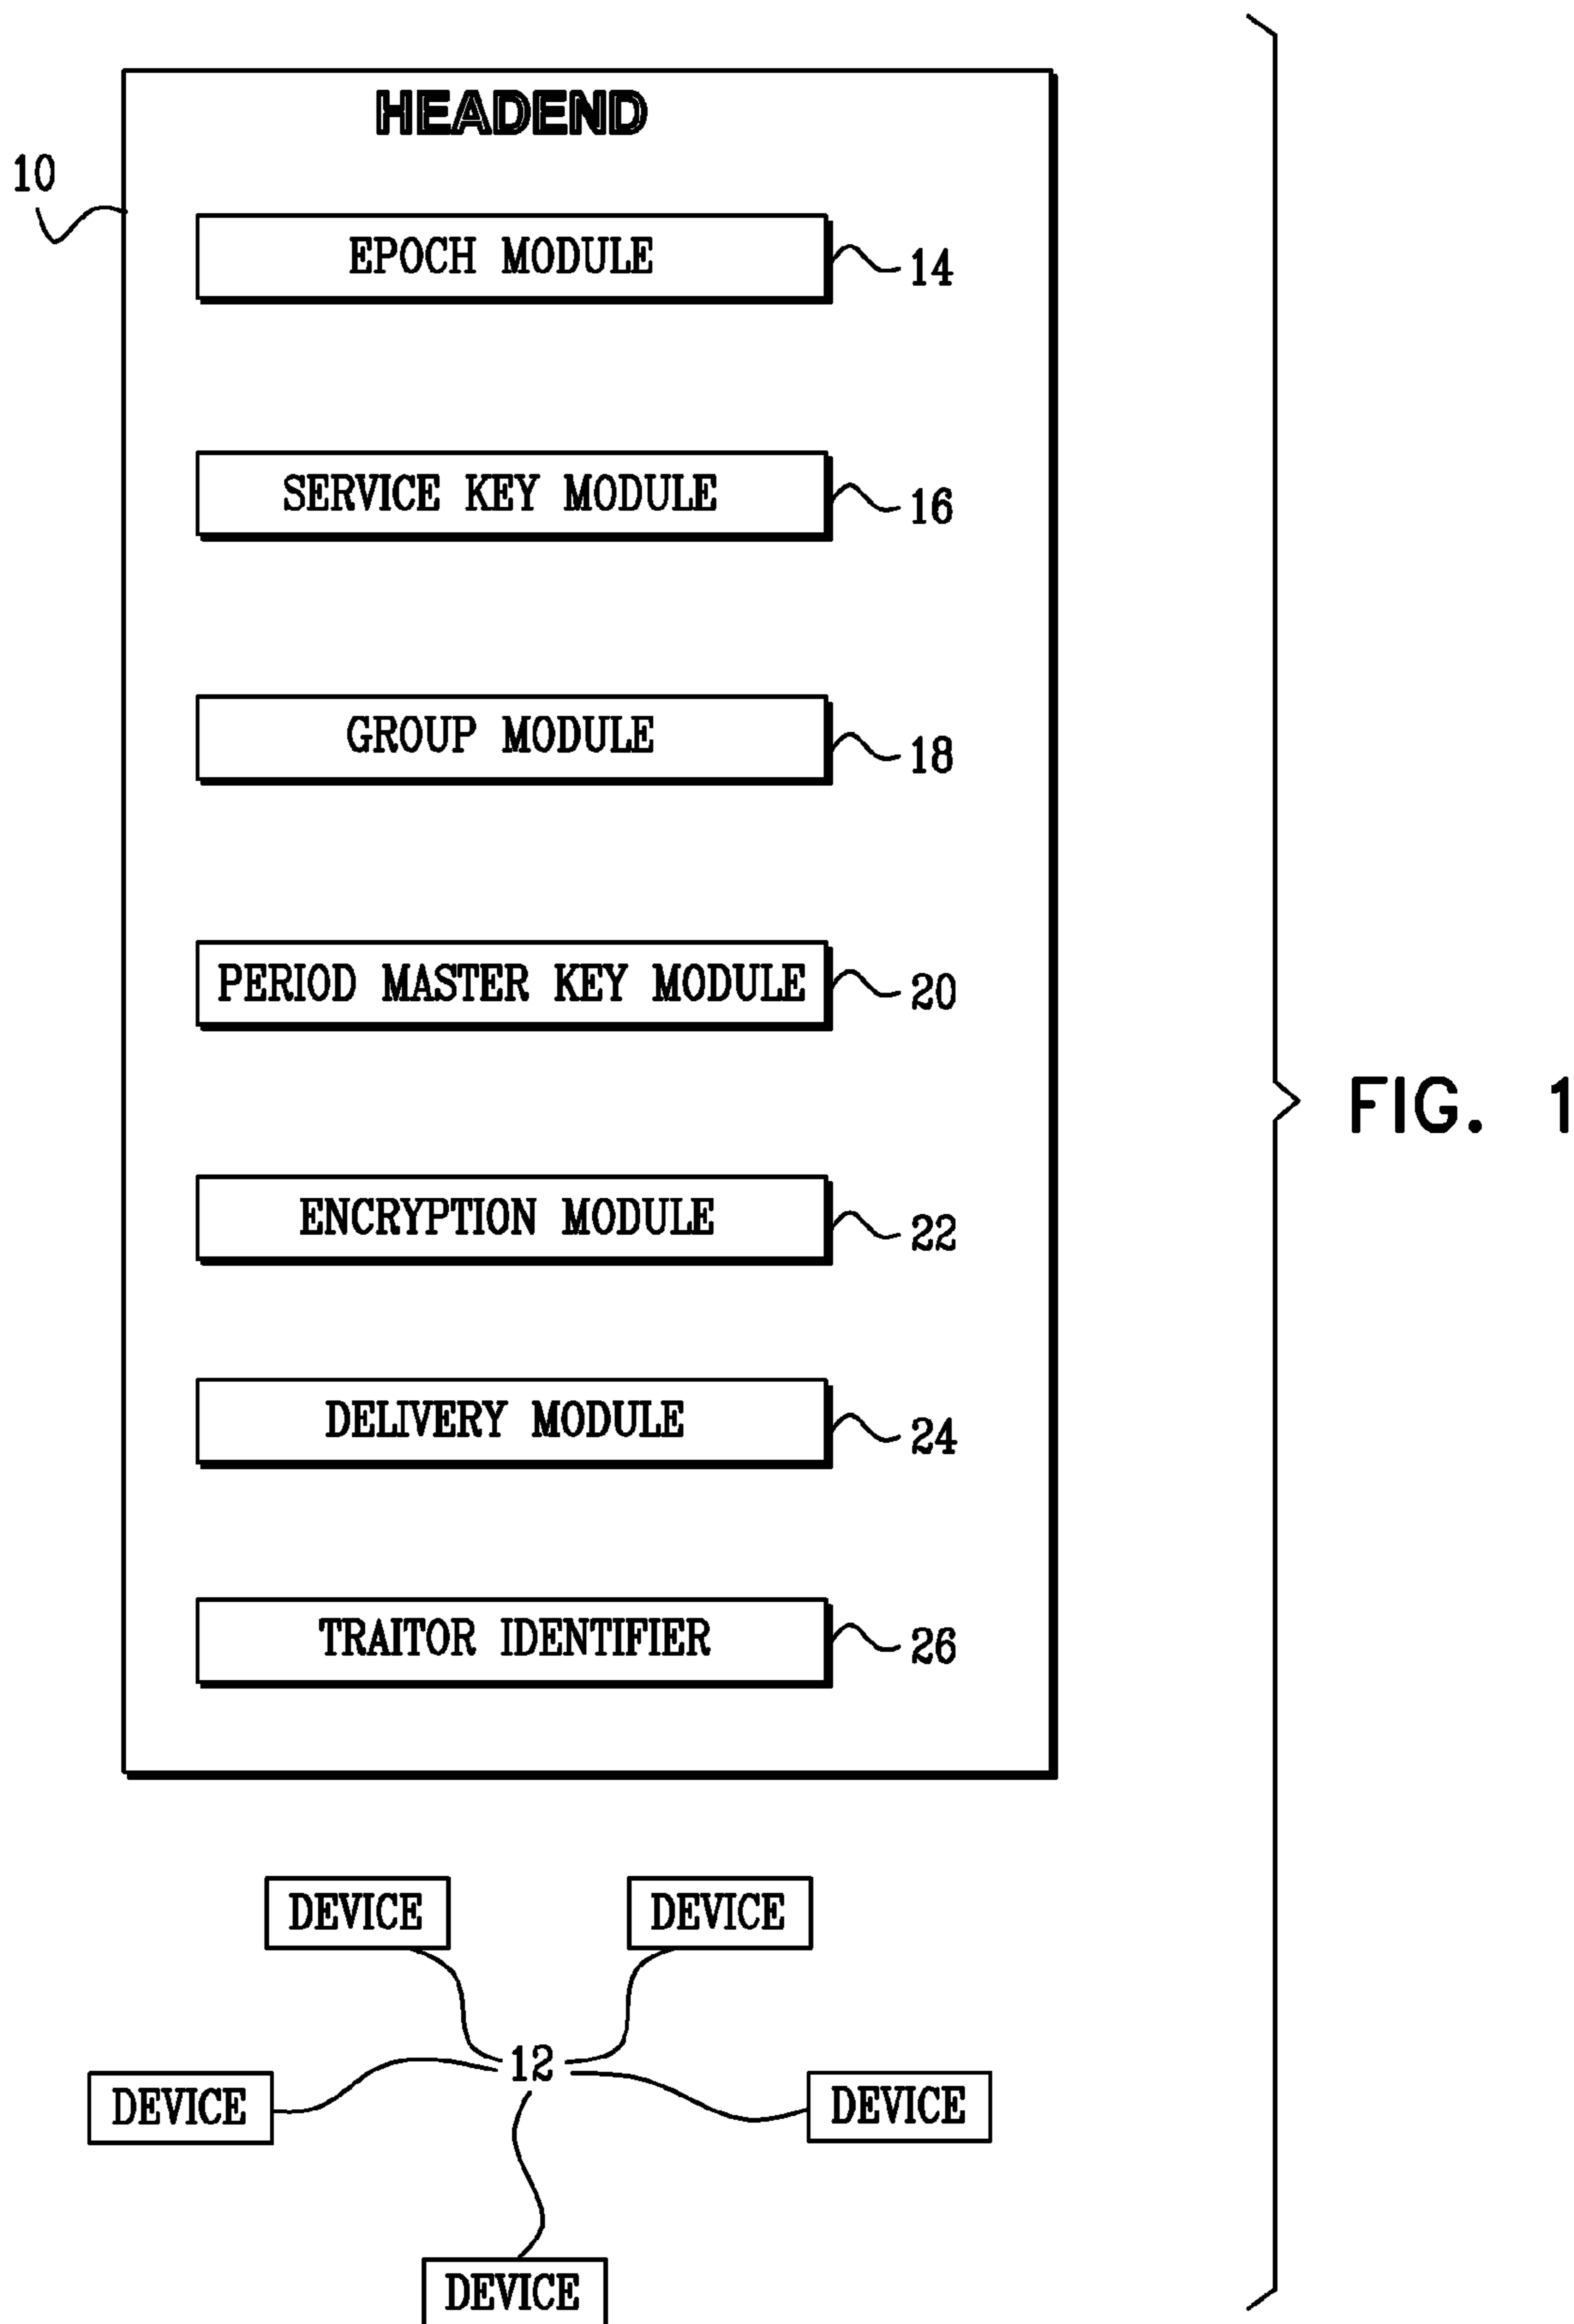 HEADEND
10
EPOCH MODULE
14
SERVICE KEY MODULE
16
GROUP MODULE
18
PERIOD MASTER KEY MODULE
20
FIG. 1
ENCRYPTION MODULE
22
DELIVERY MODULE
24
TRAITOR IDENTIFIER
26
DEVICE
DEVICE
12
DEVICE
DEVICE
DEVICE